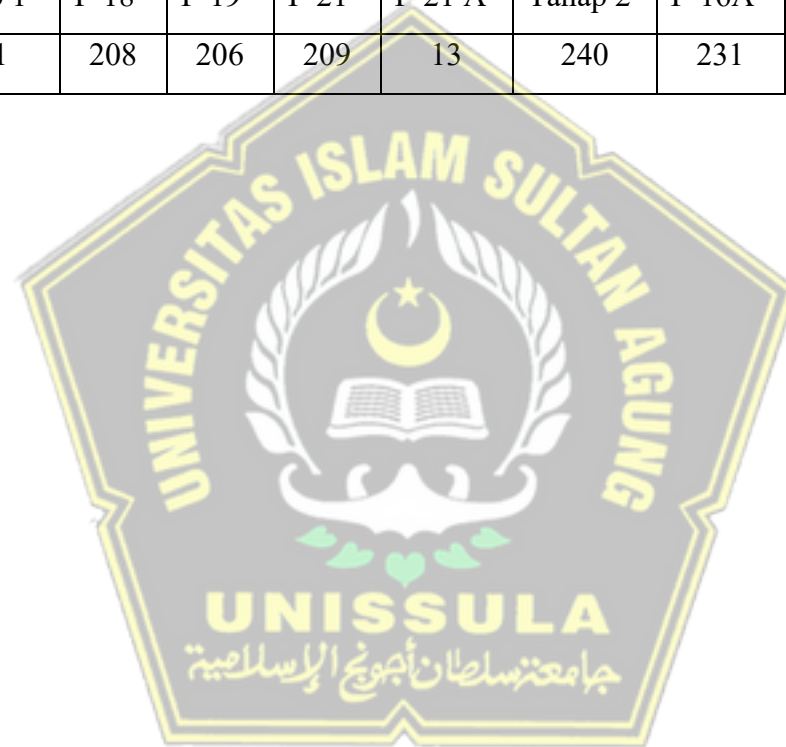 P-18 P-19 P-21 P-21 A Tahap 2 P-16A
208 206 209 13 240 231
UNIVERSITAS ISLAM SULTAN AGUNG
UNISSULA
جامعة سلطان أجونج الإسلامية